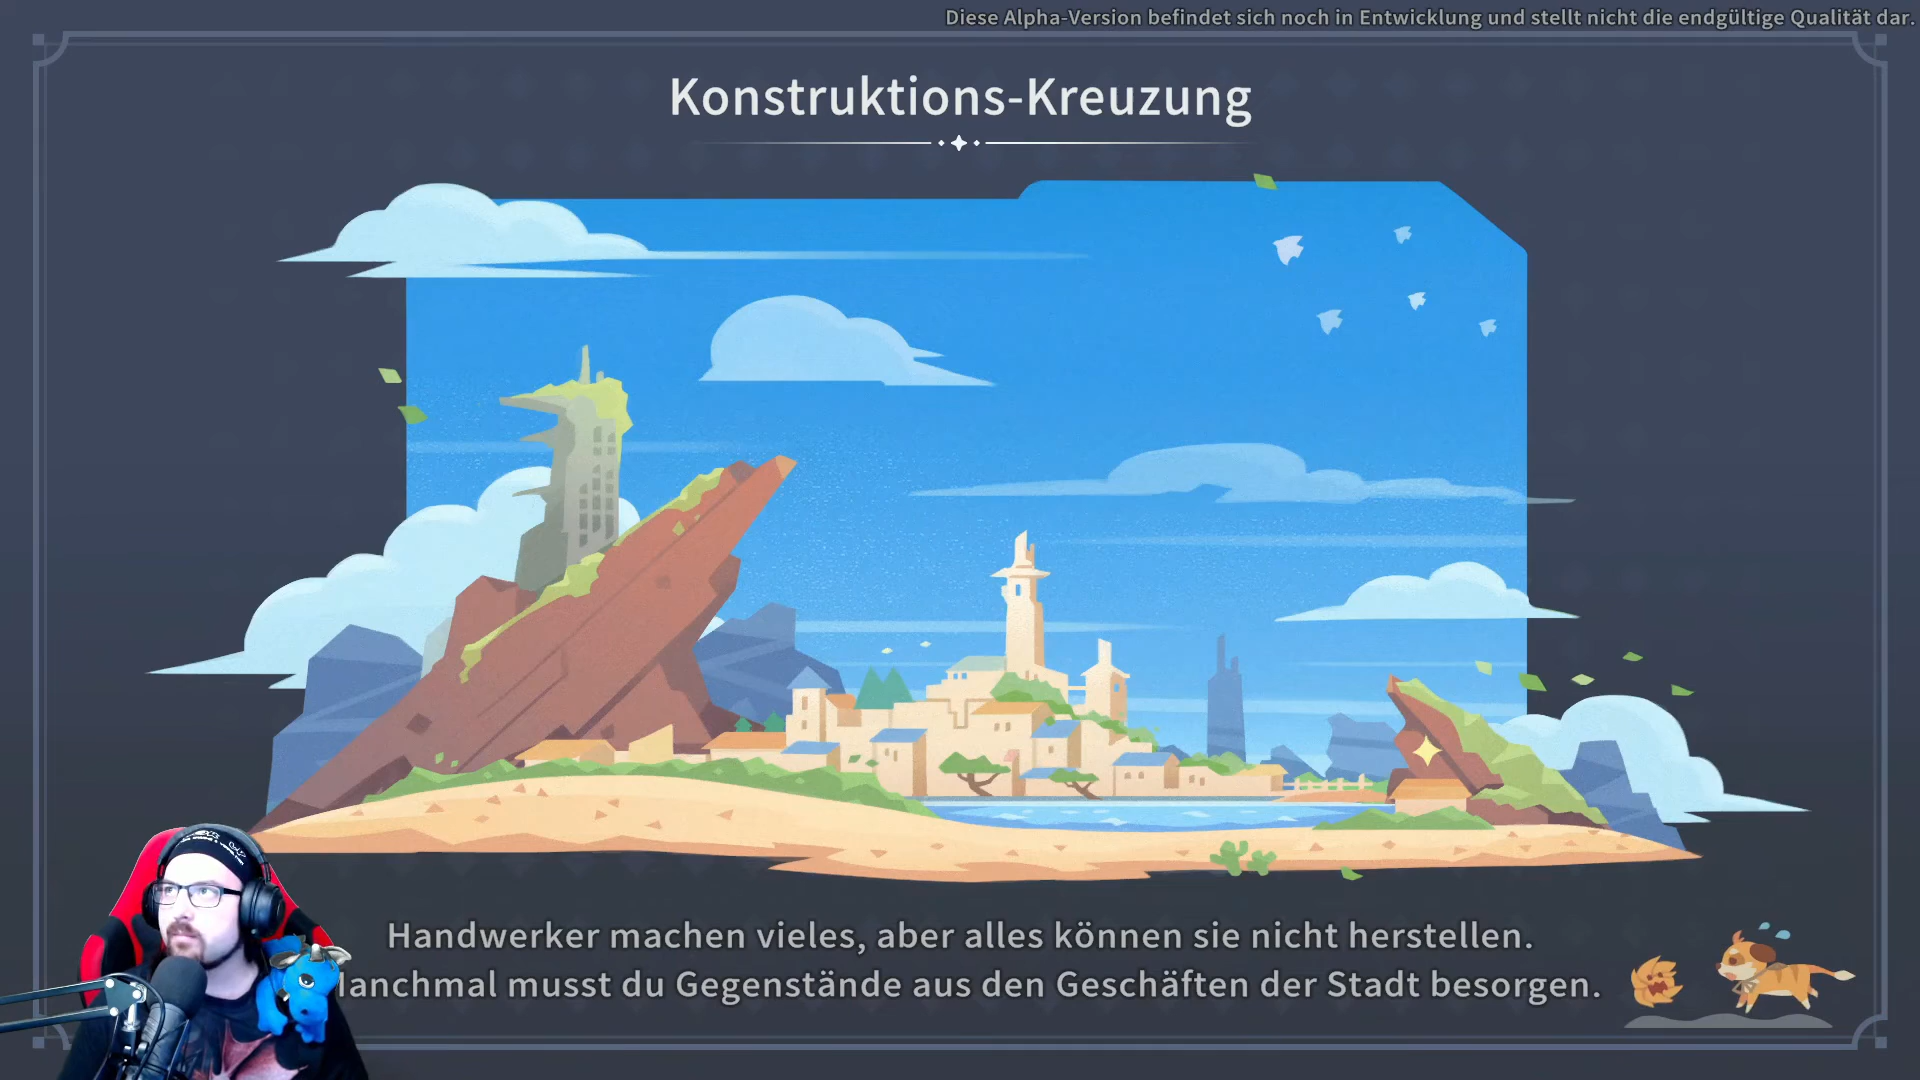 Diese Alpha-Version befindet sich noch in Entwicklung und stellt nicht die endgültige Qualität dar.
Konstruktions-Kreuzung
Handwerker machen vieles, aber alles können sie nicht herstellen.
Manchmal musst du Gegenstände aus den Geschäften der Stadt besorgen.